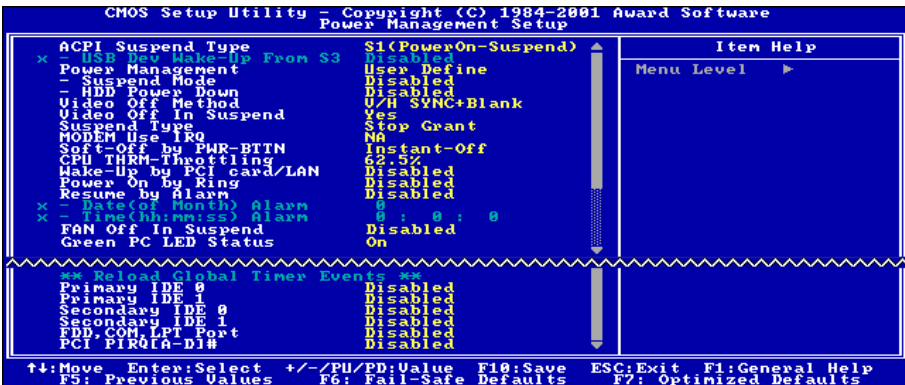 CMOS Setup Utility - Copyright (C) 1984-2001 Award Software
Power Management Setup
ACPI Suspend Type S1(PowerOn-Suspend)
x - USB Dev Wake-Up From S3 Disabled
Power Management User Define
- Suspend Mode Disabled
- HDD Power Down Disabled
Video Off Method V/H SYNC+Blank
Video Off In Suspend Yes
Suspend Type Stop Grant
MODEM Use IRQ NA
Soft-Off by PWR-BTTN Instant-Off
CPU THRM-Throttling 62.5%
Wake-Up by PCI card/LAN Disabled
Power On by Ring Disabled
Resume by Alarm Disabled
x - Date(of Month) Alarm 0
x - Time(hh:mm:ss) Alarm 0 : 0 : 0
FAN Off In Suspend Disabled
Green PC LED Status On
Item Help
Menu Level
** Reload Global Timer Events **
Primary IDE 0 Disabled
Primary IDE 1 Disabled
Secondary IDE 0 Disabled
Secondary IDE 1 Disabled
FDD,COM,LPT Port Disabled
PCI PIRQ[A-D]# Disabled
↑↓:Move Enter:Select +/-/PU/PD:Value F10:Save ESC:Exit F1:General Help
F5: Previous Values F6: Fail-Safe Defaults F7: Optimized Defaults